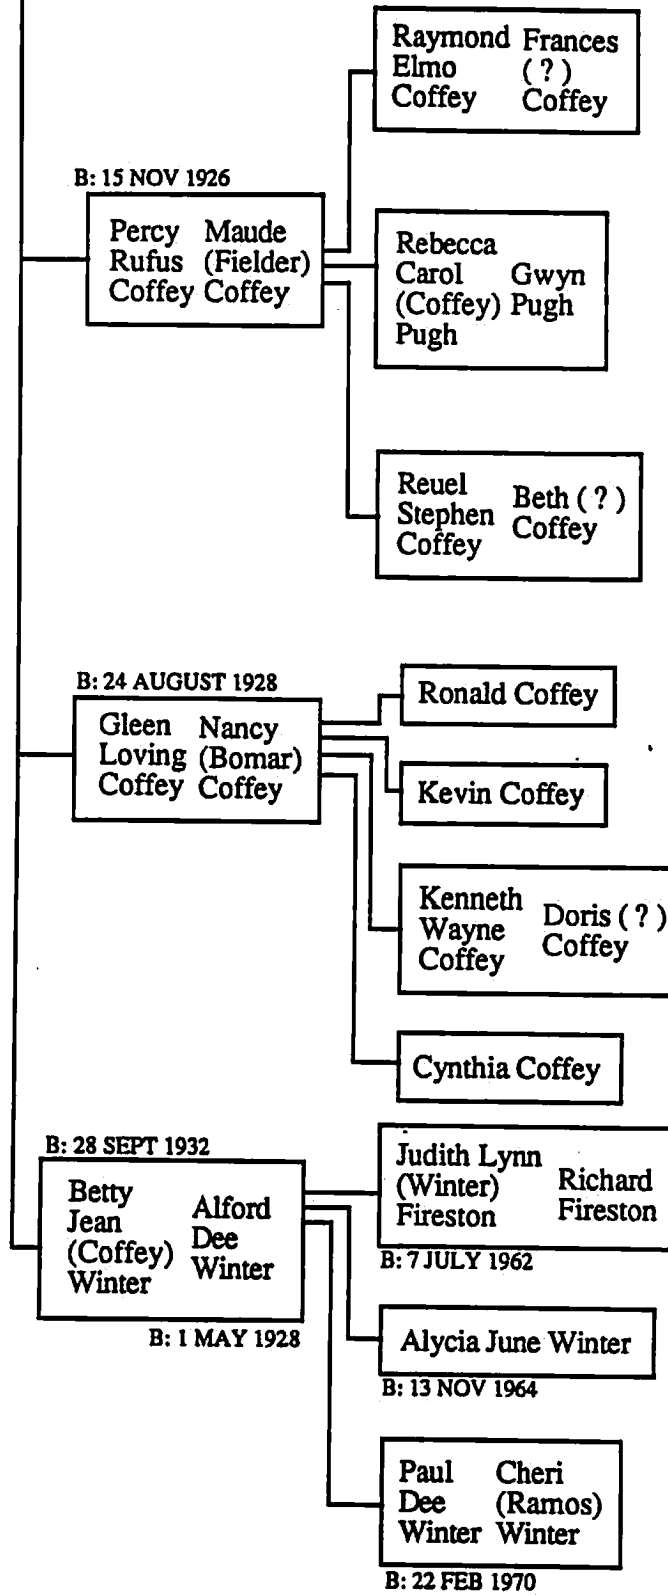 Raymond Frances
Elmo ( ? )
Coffey Coffey
B: 15 NOV 1926
Percy Maude
Rufus (Fielder)
Coffey Coffey
Rebecca
Carol Gwyn
(Coffey) Pugh
Pugh
Reuel
Stephen Beth ( ? )
Coffey Coffey
B: 24 AUGUST 1928
Gleen Nancy
Loving (Bomar)
Coffey Coffey
Ronald Coffey
Kevin Coffey
Kenneth
Wayne Doris ( ? )
Coffey Coffey
Cynthia Coffey
B: 28 SEPT 1932
Betty
Jean Alford
(Coffey) Dee
Winter Winter
B: 1 MAY 1928
Judith Lynn
(Winter) Richard
Fireston Fireston
B: 7 JULY 1962
Alycia June Winter
B: 13 NOV 1964
Paul Cheri
Dee (Ramos)
Winter Winter
B: 22 FEB 1970